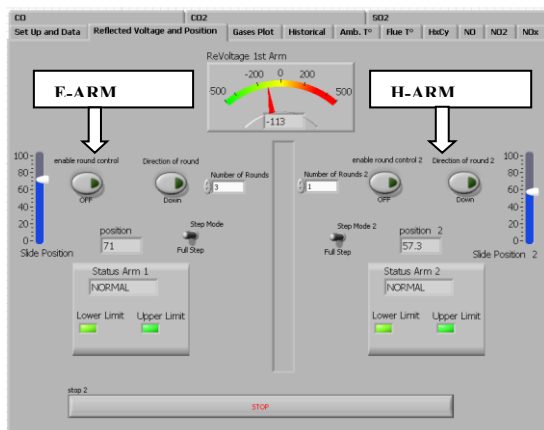 CO CO2 SO2
Set Up and Data Reflected Voltage and Position Gases Plot Historical Amb. Tº Flue Tº HxCy NO NO2 NOx
ReVoltage 1st Arm
-200 0 200
500 500
-113
E-ARM
H-ARM
enable round control Direction of round
OFF Down
Number of Rounds
3
Number of Rounds 2
1
enable round control 2 Direction of round 2
OFF Down
100-
80-
60-
40-
20-
0-
Slide Position
position
71
Step Mode
Full Step
Step Mode 2
Full Step
position 2
57.3
100-
80-
60-
40-
20-
0-
Slide Position 2
Status Arm 1
NORMAL
Lower Limit Upper Limit
Status Arm 2
NORMAL
Lower Limit Upper Limit
stop 2
STOP